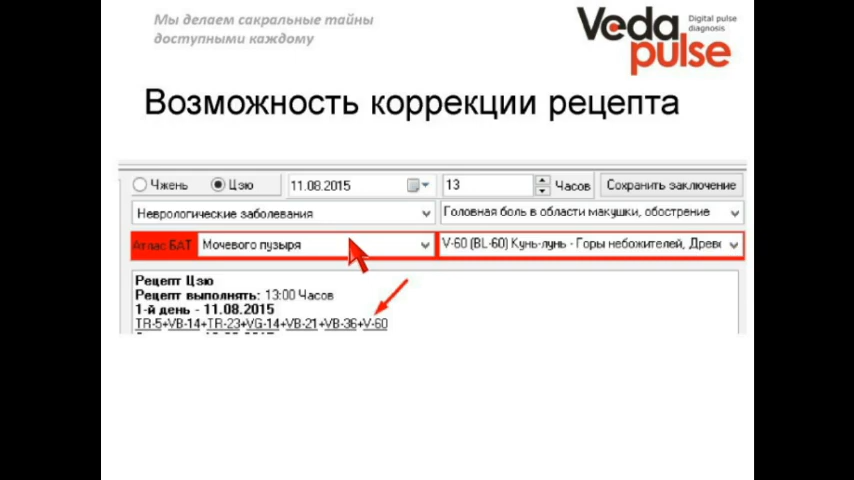 Мы делаем сакральные тайны
доступными каждому
Veda pulse
Digital pulse
diagnosis
Возможность коррекции рецепта
Чжень Цзю 11.08.2015 13 Часов Сохранить заключение
Неврологические заболевания Головная боль в области макушки, обострение
Атлас БАТ Мочевого пузыря V-60 (BL-60) Кунь-лунь - Горы небожителей, Древ
Рецепт Цзю
Рецепт выполнять: 13:00 Часов
1-й день - 11.08.2015
TR-5+VB-14+TR-23+VG-14+VB-21+VB-36+V-60